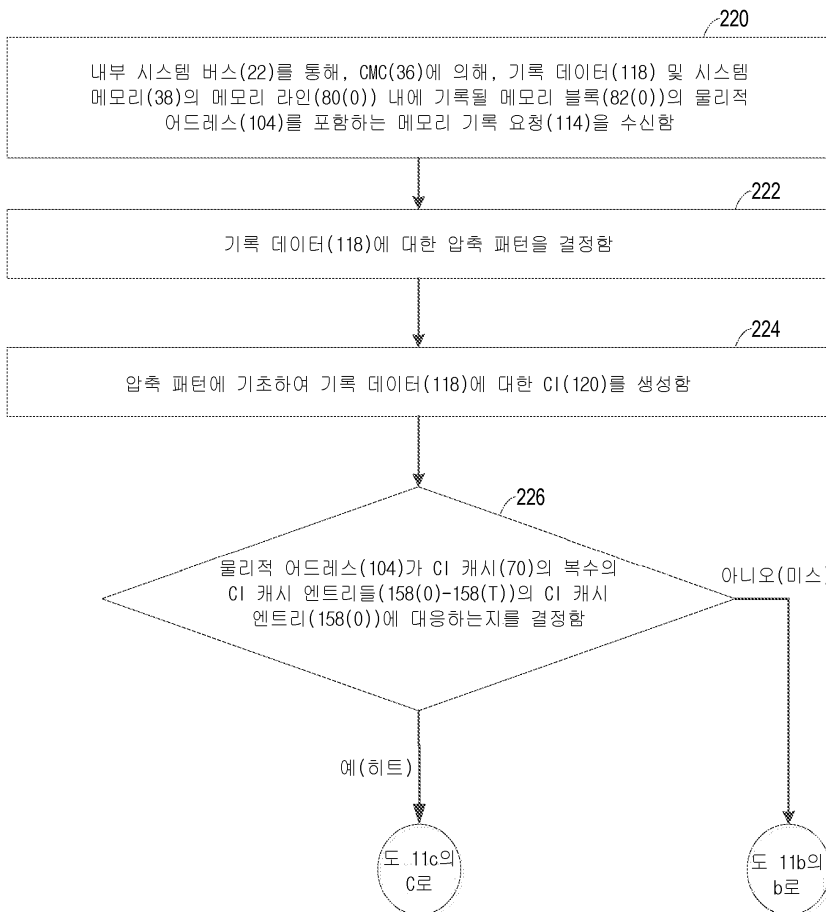 220
내부 시스템 버스(22)를 통해, CMC(36)에 의해, 기록 데이터(118) 및 시스템
메모리(38)의 메모리 라인(80(0)) 내에 기록될 메모리 블록(82(0))의 물리적
어드레스(104)를 포함하는 메모리 기록 요청(114)을 수신함
222
기록 데이터(118)에 대한 압축 패턴을 결정함
224
압축 패턴에 기초하여 기록 데이터(118)에 대한 CI(120)를 생성함
226
물리적 어드레스(104)가 CI 캐시(70)의 복수의
CI 캐시 엔트리들(158(0)-158(T))의 CI 캐시
엔트리(158(0))에 대응하는지를 결정함
아니오(미스)
예(히트)
도 11c의
C로
도 11b의
b로